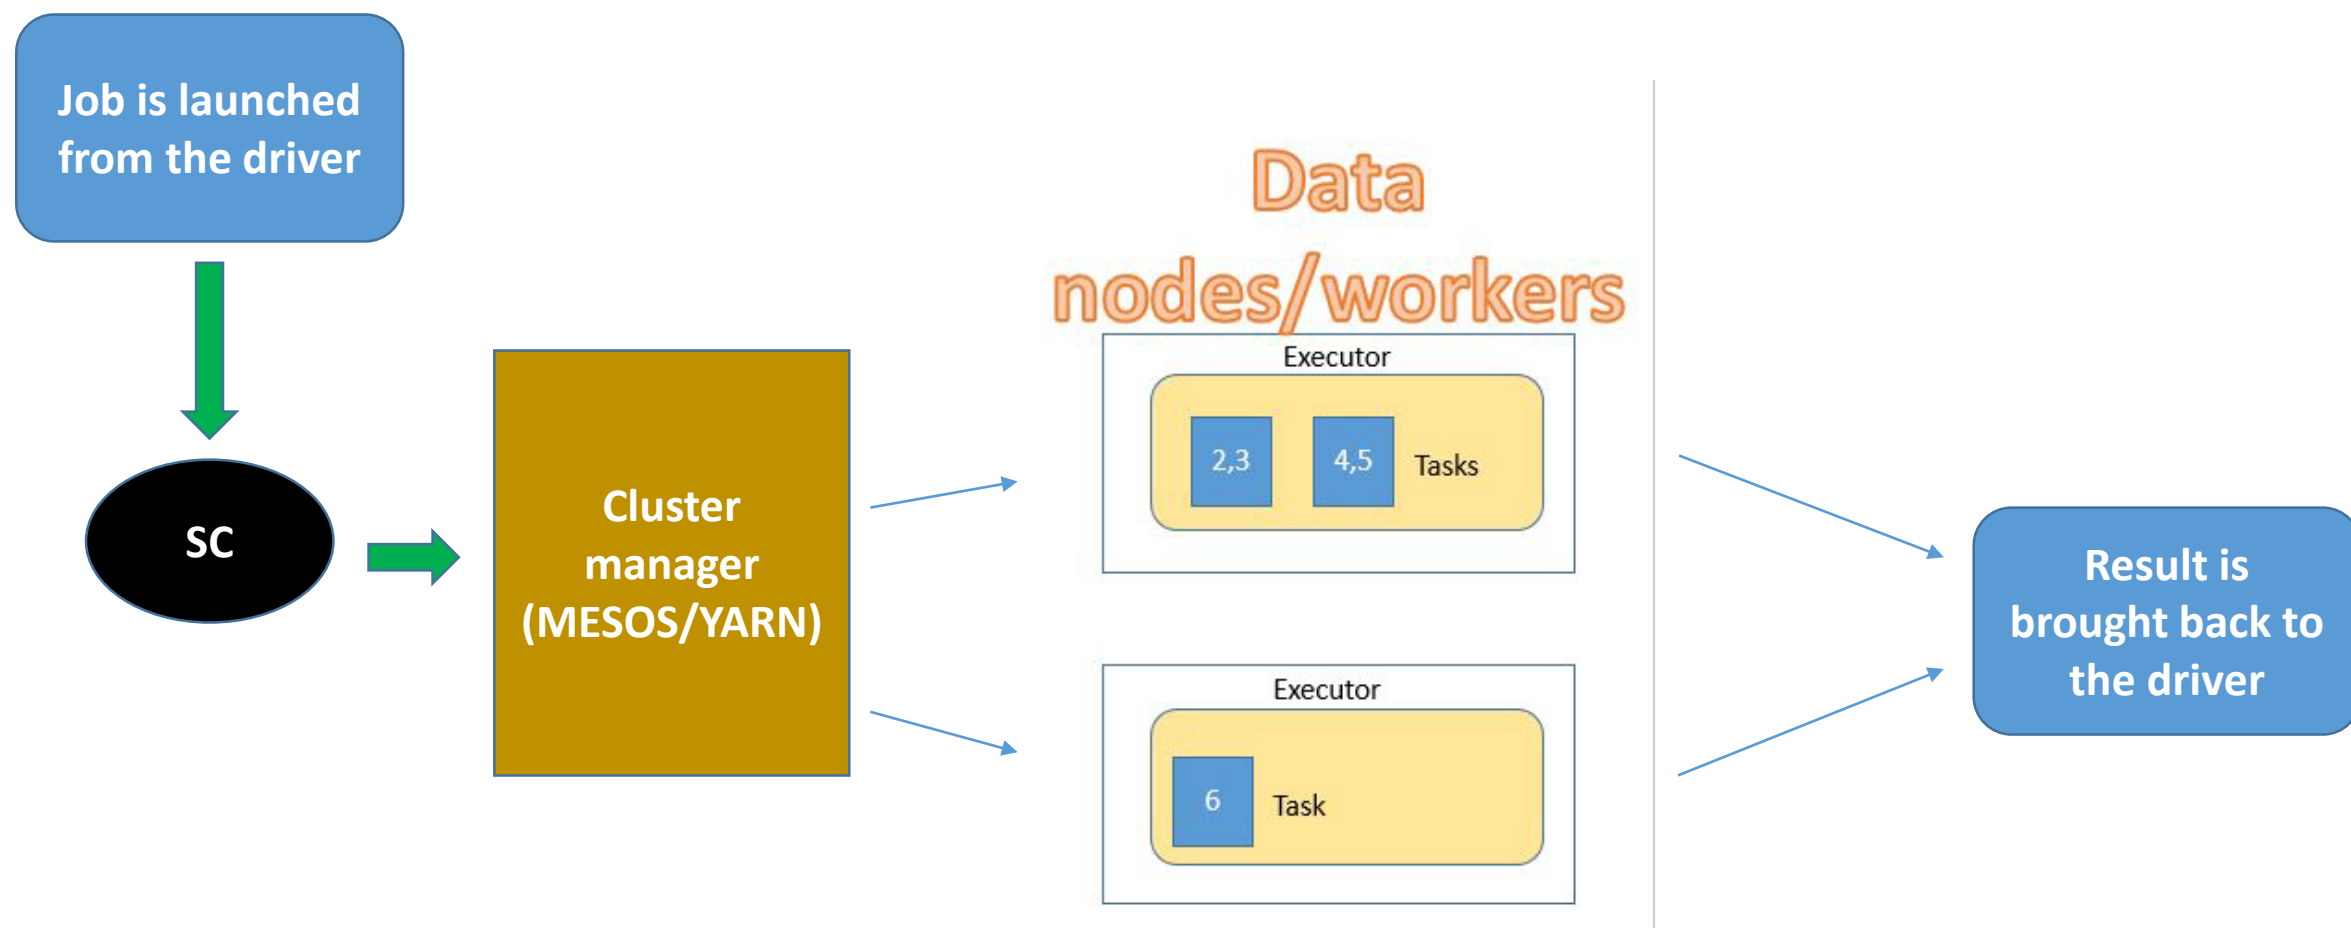 Job is launched
from the driver
SC
Cluster
manager
(MESOS/YARN)
Data
nodes/workers
Executor
2,3
4,5
Tasks
Executor
6
Task
Result is
brought back to
the driver